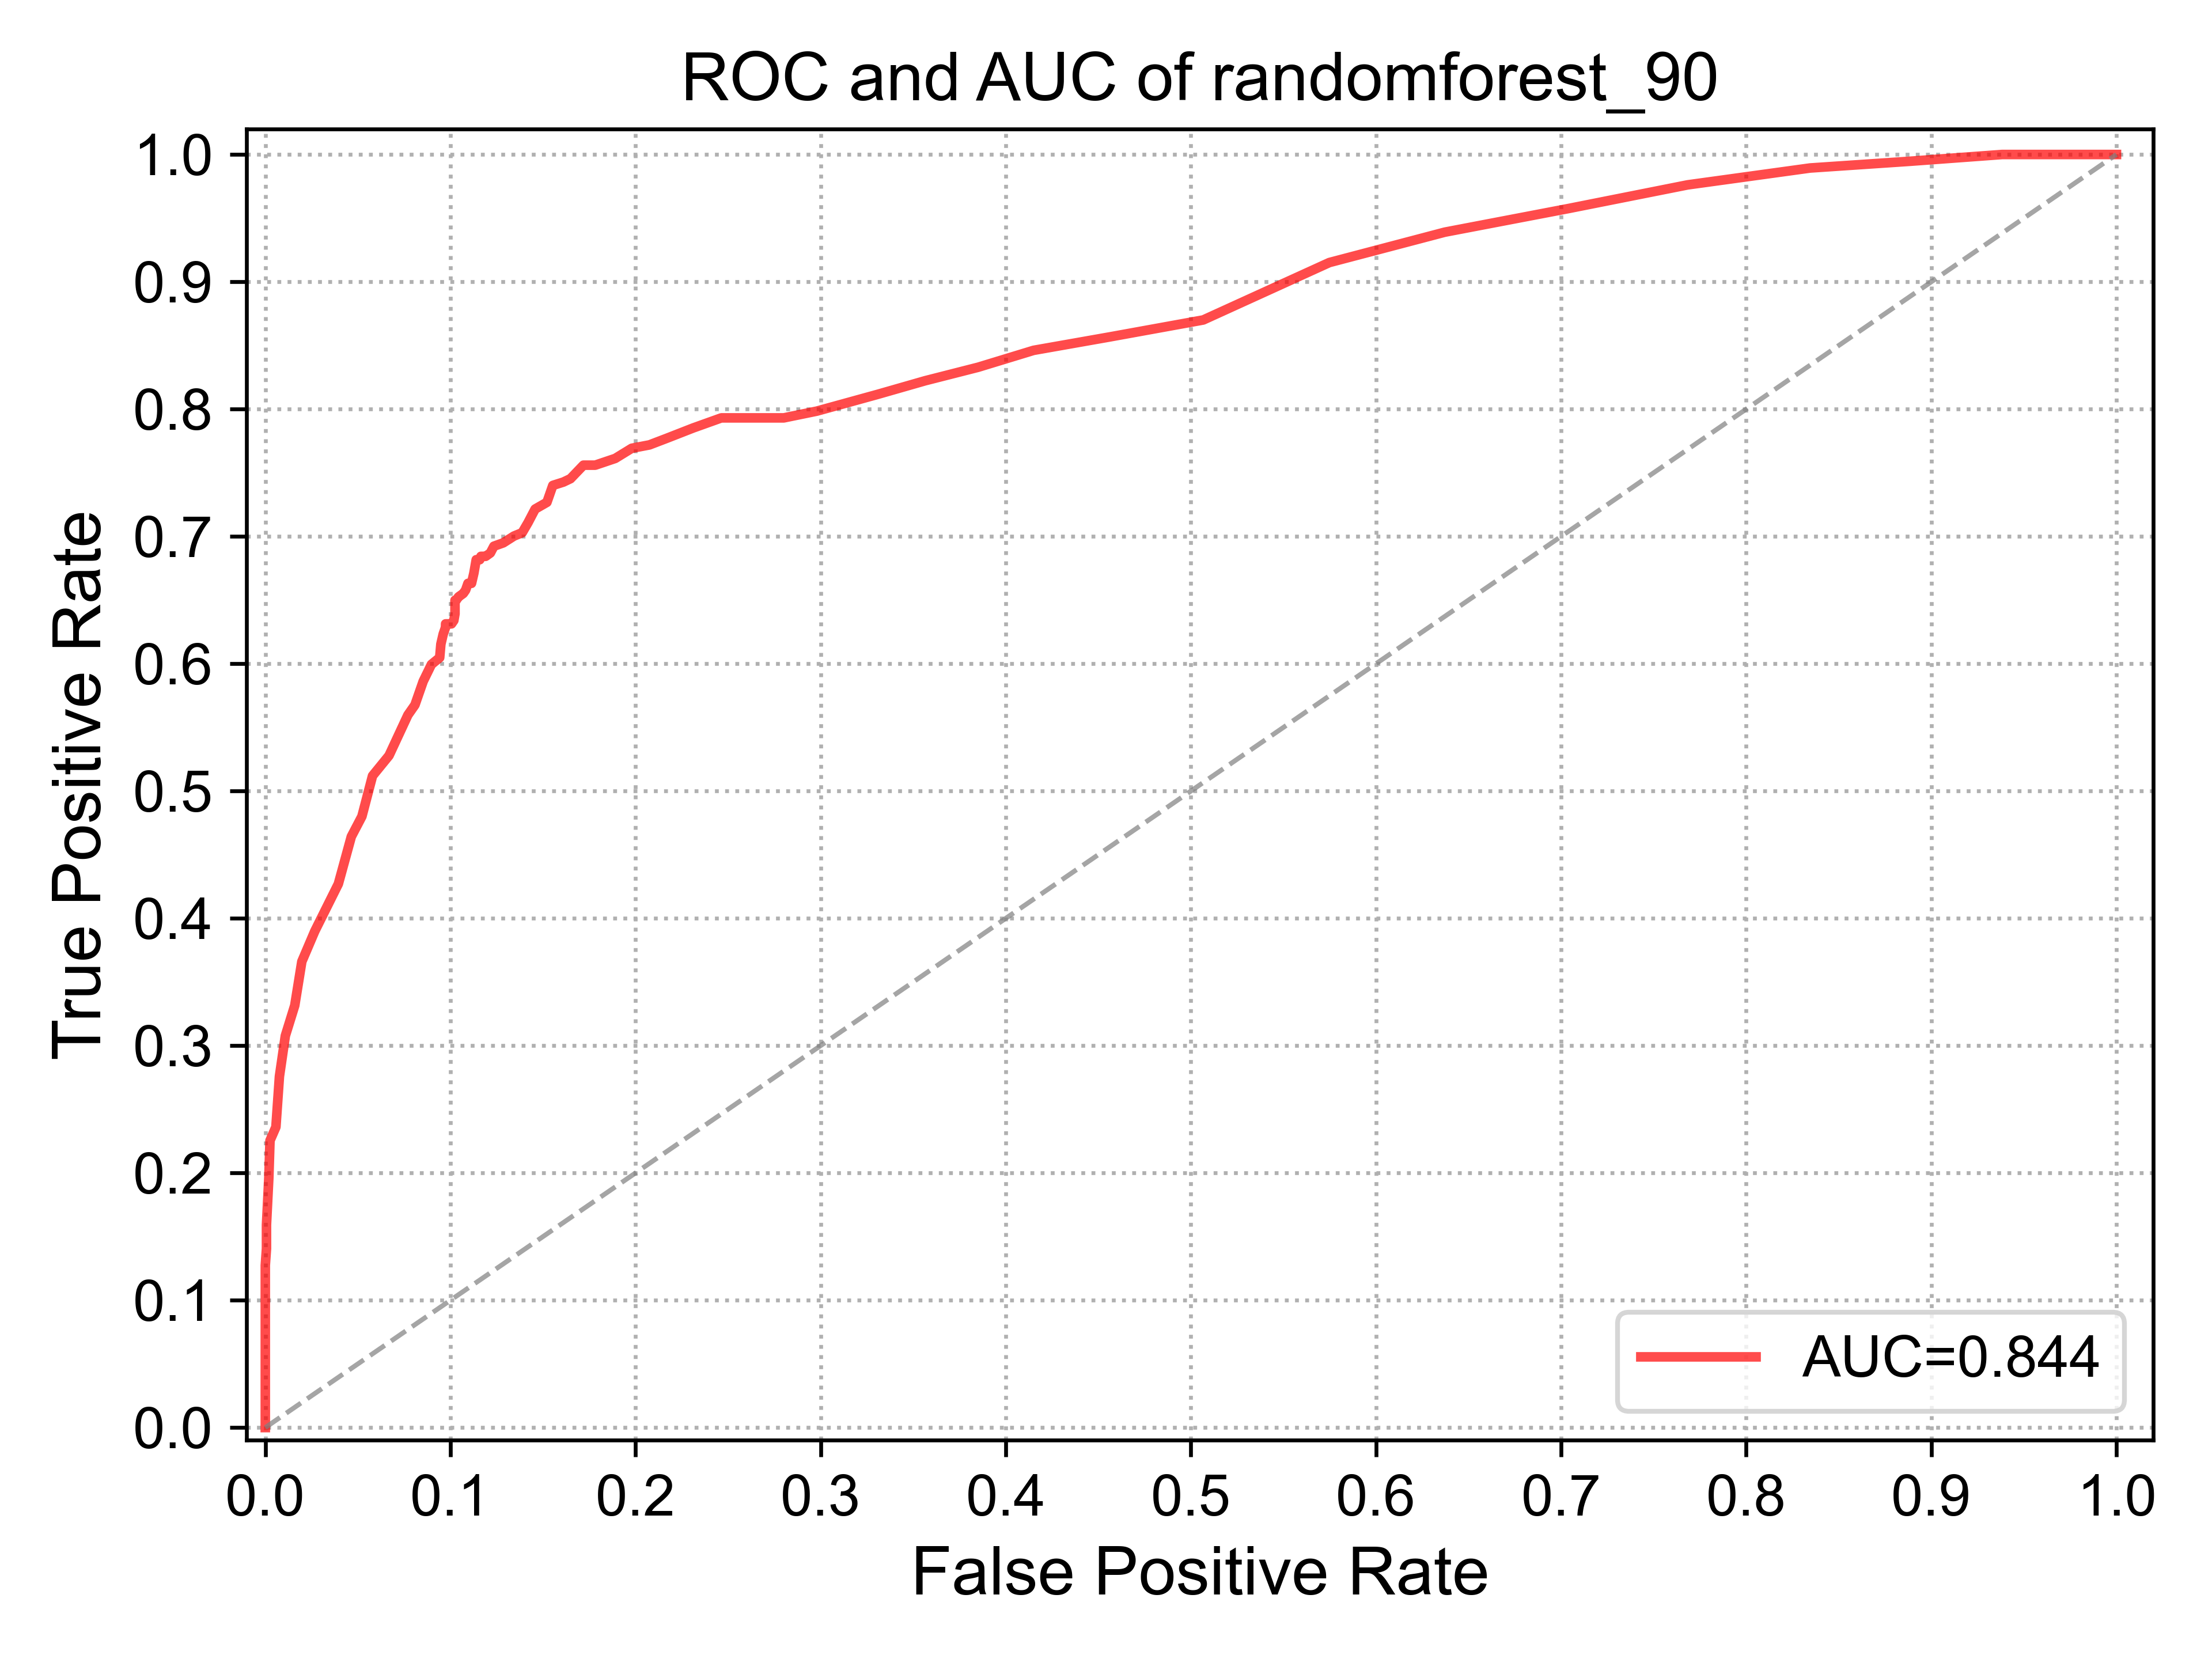 ROC and AUC of randomforest_90
True Positive Rate
1.0
0.9
0.8
0.7
0.6
0.5
0.4
0.3
0.2
0.1
0.0
AUC=0.844
0.0 0.1 0.2 0.3 0.4 0.5 0.6 0.7 0.8 0.9 1.0
False Positive Rate